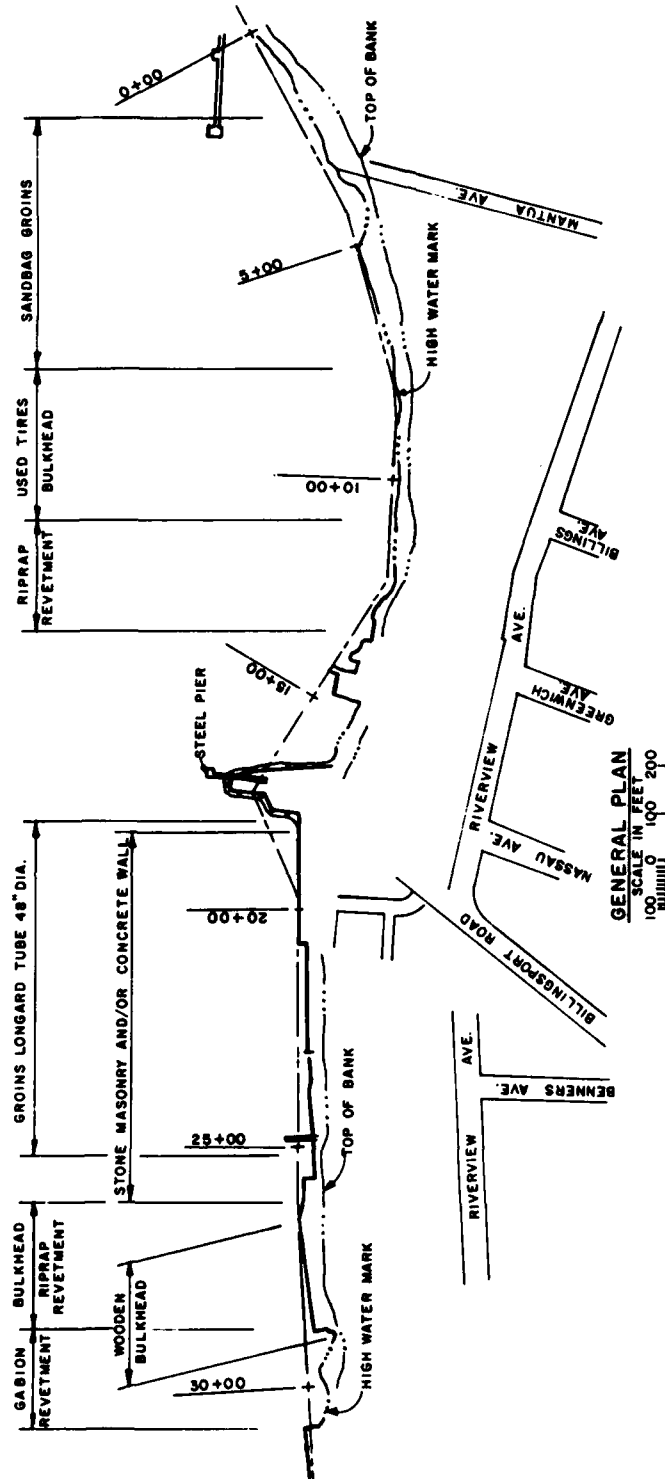 GABION
REVETMENT
BULKHEAD
RIPRAP
REVETMENT
GROINS LONGARD TUBE 48" DIA.
RIPRAP
REVETMENT
USED TIRES
BULKHEAD
SANDBAG GROINS
WOODEN
BULKHEAD
STONE MASONRY AND/OR CONCRETE WALL
STEEL PIER
30+00
25+00
20+00
15+00
10+00
5+00
0+00
HIGH WATER MARK
TOP OF BANK
HIGH WATER MARK
TOP OF BANK
MANTUA
AVE.
RIVERVIEW AVE.
BENNERS AVE.
BILLINGSPORT ROAD
RIVERVIEW AVE.
NASSAU AVE.
GREENWICH
AVE.
BILLINGS
AVE.
GENERAL PLAN
SCALE IN FEET
100 0 100 200